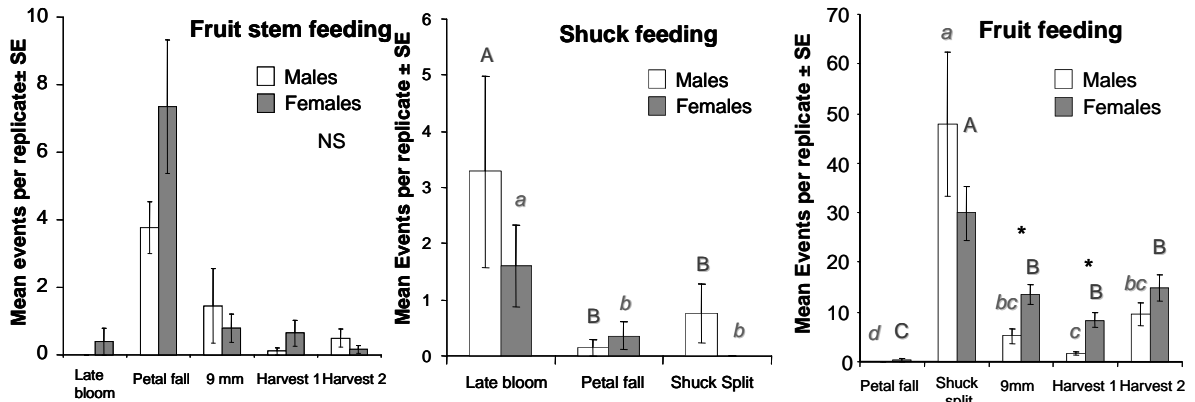 Fruit stem feeding
Mean events per replicate± SE
10
8
6
4
2
0
Males
Females
NS
Late bloom
Petal fall
9 mm
Harvest 1
Harvest 2
Shuck feeding
Mean Events per replicate ± SE
6
5
4
3
2
1
0
Males
Females
A
a
B
b
B
b
Late bloom
Petal fall
Shuck Split
Fruit feeding
Mean Events per replicate ± SE
70
60
50
40
30
20
10
0
Males
Females
d
C
a
A
*
bc
B
*
c
B
bc
B
Petal fall
Shuck split
9mm
Harvest 1
Harvest 2